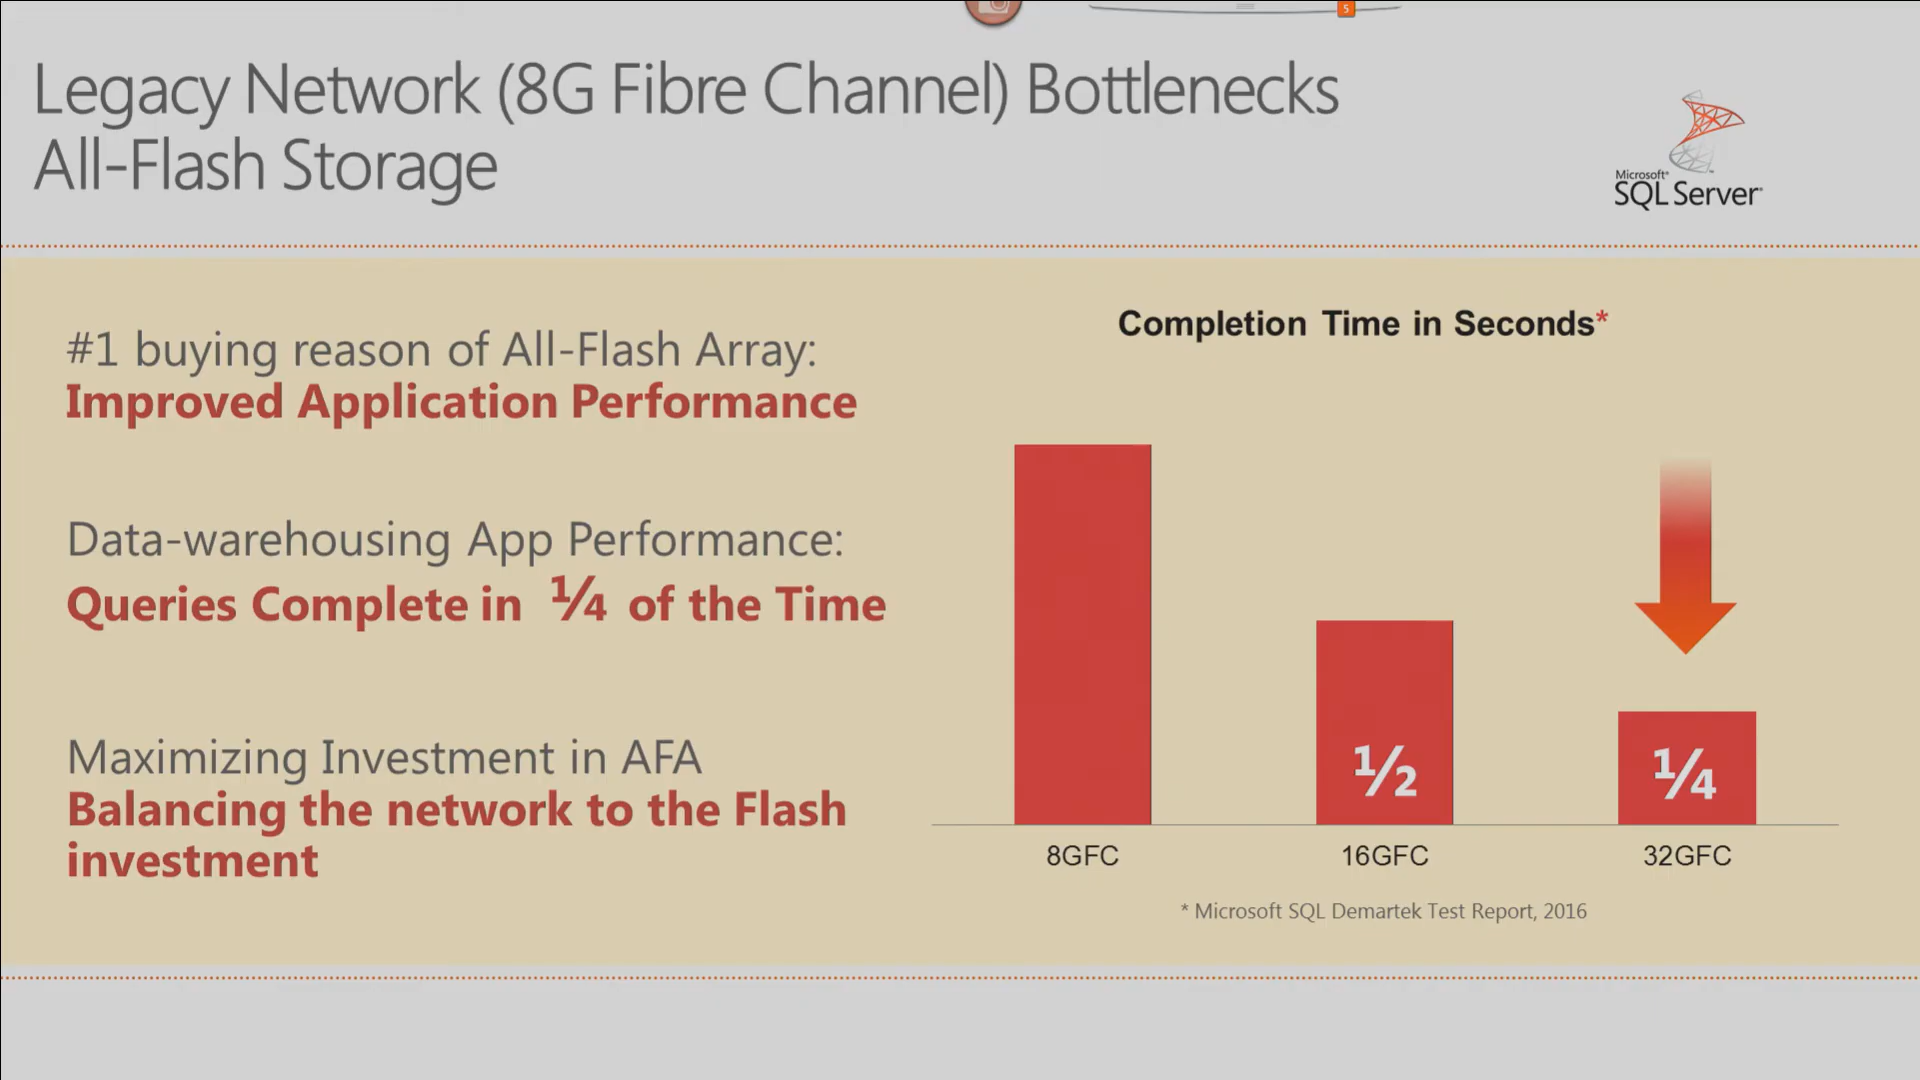 5
Legacy Network (8G Fibre Channel) Bottlenecks
All-Flash Storage
Microsoft®
SQL Server®
#1 buying reason of All-Flash Array:
Improved Application Performance
Data-warehousing App Performance:
Queries Complete in ¼ of the Time
Maximizing Investment in AFA
Balancing the network to the Flash
investment
Completion Time in Seconds*
½
¼
8GFC
16GFC
32GFC
* Microsoft SQL Demartek Test Report, 2016